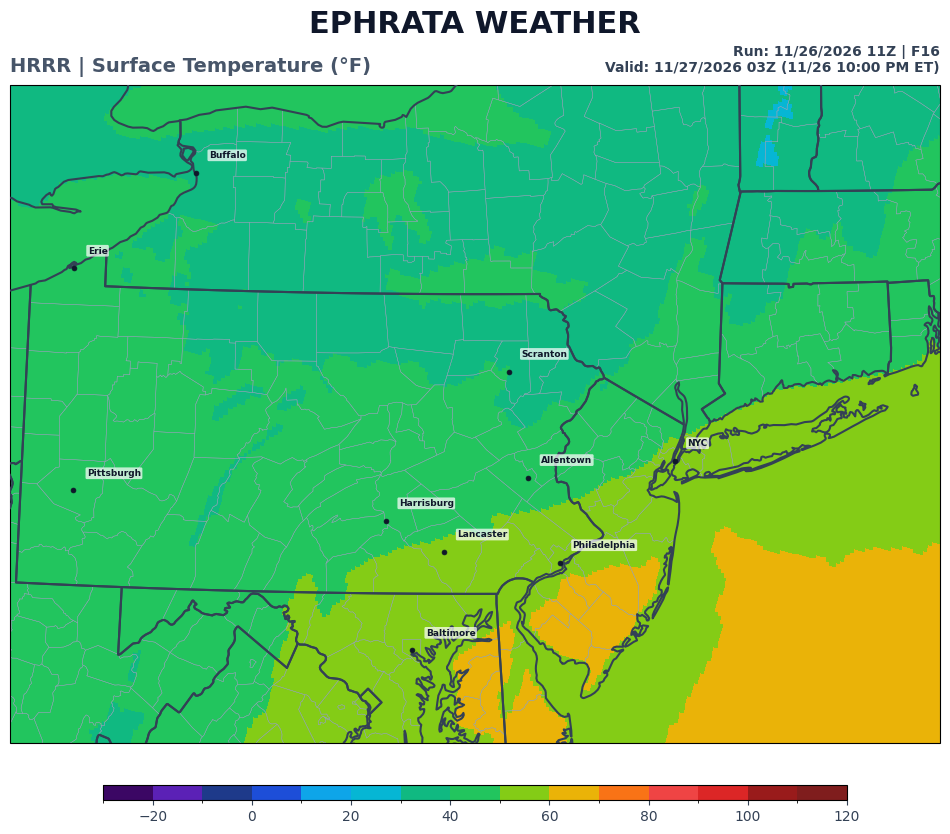 EPHRATA WEATHER
HRRR | Surface Temperature (°F)
Run: 11/26/2026 11Z | F16
Valid: 11/27/2026 03Z (11/26 10:00 PM ET)
Buffalo
Erie
Scranton
NYC
Pittsburgh
Allentown
Harrisburg
Lancaster
Philadelphia
Baltimore
−20 0 20 40 60 80 100 120